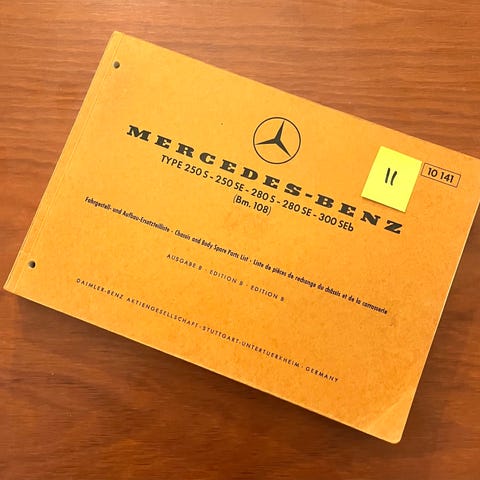 MERCEDES-BENZ
TYPE 250 S - 250 SE - 280 S - 280 SE - 300 SEb
(Bm. 108)
11
10 141
Fahrgestell- und Aufbau-Ersatzteilliste - Chassis and Body Spare Parts List - Liste de pièces de rechange du châssis et de la carrosserie
AUSGABE B - EDITION B - EDITION B
DAIMLER-BENZ AKTIENGESELLSCHAFT - STUTTGART-UNTERTUERKHEIM - GERMANY